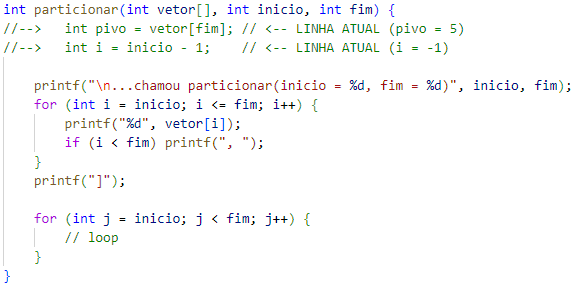 int particionar(int vetor[], int inicio, int fim) {
//-->   int pivo = vetor[fim]; // <-- LINHA ATUAL (pivo = 5)
//-->   int i = inicio - 1;    // <-- LINHA ATUAL (i = -1)
    printf("\n...chamou particionar(inicio = %d, fim = %d)", inicio, fim);
    for (int i = inicio; i <= fim; i++) {
        printf("%d", vetor[i]);
        if (i < fim) printf(", ");
    }
    printf("]");
    for (int j = inicio; j < fim; j++) {
        // loop
    }
}